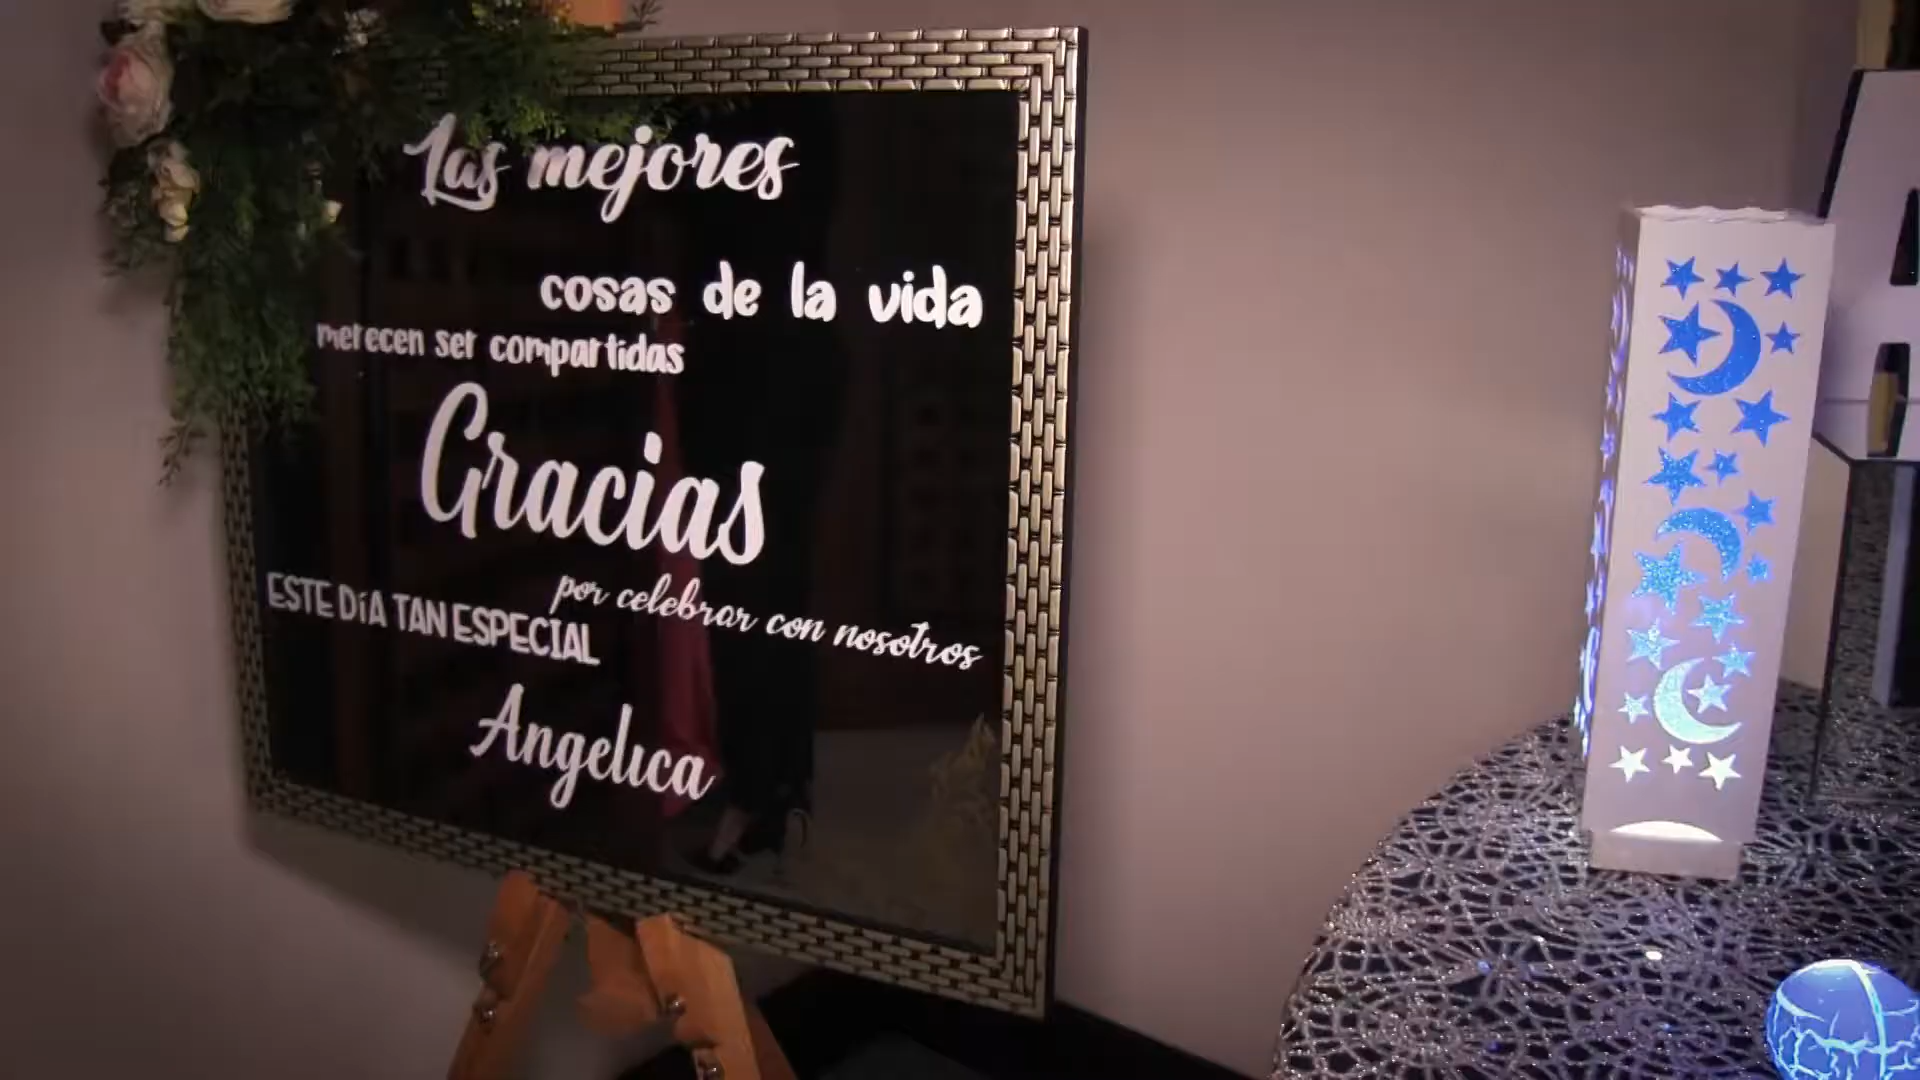 Las mejores
cosas de la vida
merecen ser compartidas
Gracias
por celebrar con nosotros
ESTE DíA TAN ESPECIAL
Angelica